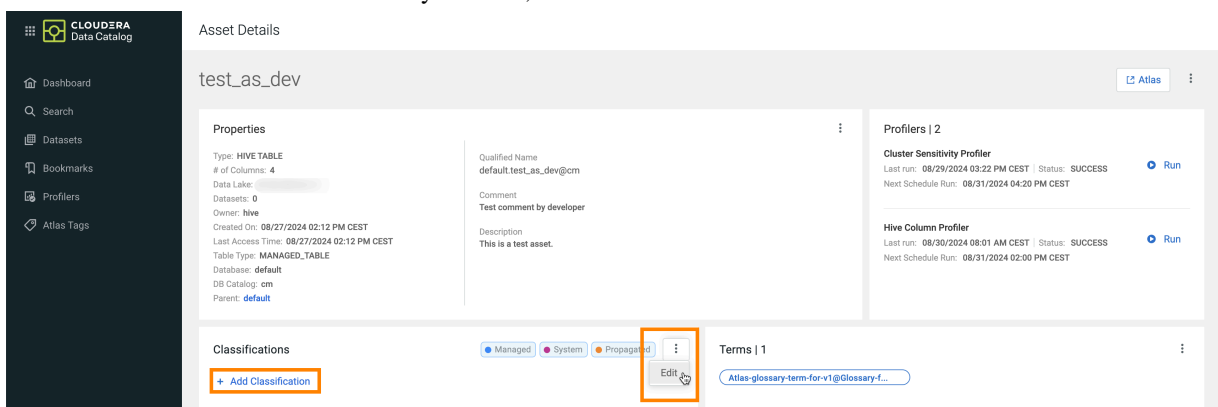 CLOUDERA
Data Catalog
Asset Details
Dashboard
Search
Datasets
Bookmarks
Profilers
Atlas Tags
test_as_dev
Atlas
Properties
Type: HIVE TABLE
# of Columns: 4
Data Lake:
Datasets: 0
Owner: hive
Created On: 08/27/2024 02:12 PM CEST
Last Access Time: 08/27/2024 02:12 PM CEST
Table Type: MANAGED_TABLE
Database: default
DB Catalog: cm
Parent: default
Qualified Name
default.test_as_dev@cm
Comment
Test comment by developer
Description
This is a test asset.
Profilers | 2
Cluster Sensitivity Profiler
Last run: 08/29/2024 03:22 PM CEST | Status: SUCCESS
Next Schedule Run: 08/31/2024 04:20 PM CEST
Run
Hive Column Profiler
Last run: 08/30/2024 08:01 AM CEST | Status: SUCCESS
Next Schedule Run: 08/31/2024 02:00 PM CEST
Run
Classifications
Managed System Propagated
Edit
+ Add Classification
Terms | 1
Atlas-glossary-term-for-v1@Glossary-f...